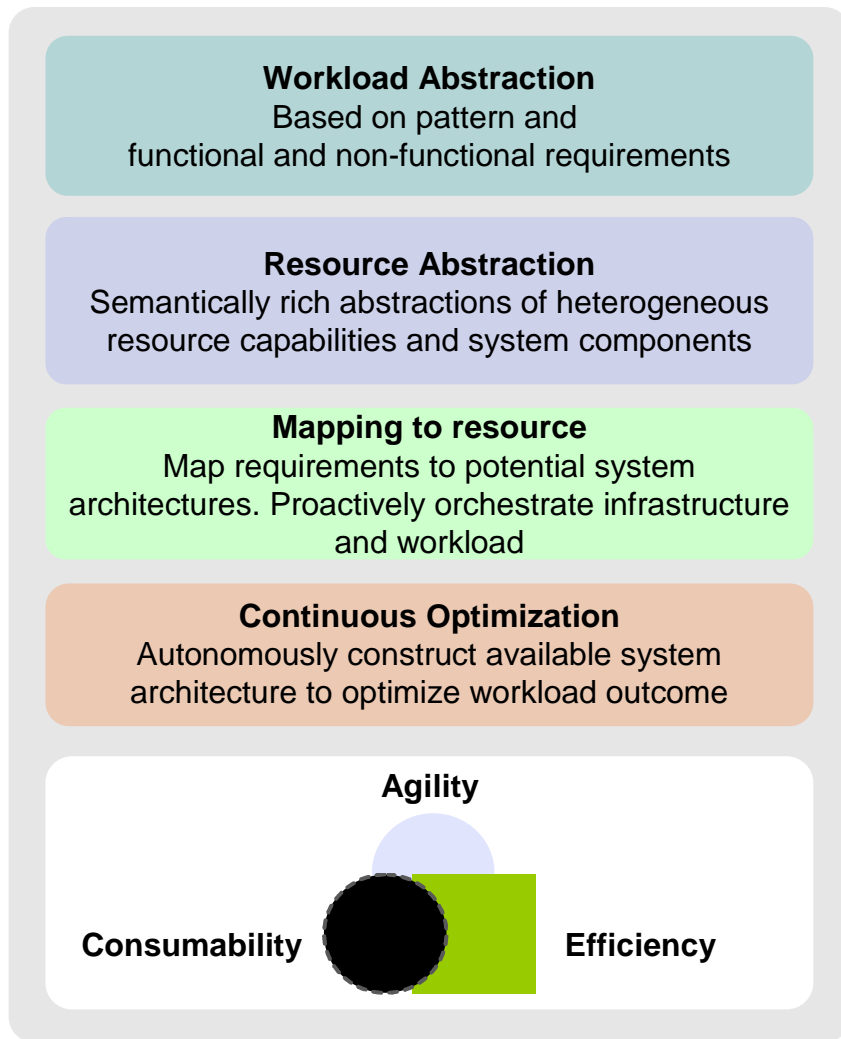 Workload Abstraction
Based on pattern and
functional and non-functional requirements
Resource Abstraction
Semantically rich abstractions of heterogeneous
resource capabilities and system components
Mapping to resource
Map requirements to potential system
architectures. Proactively orchestrate infrastructure
and workload
Continuous Optimization
Autonomously construct available system
architecture to optimize workload outcome
Agility
Consumability
Efficiency